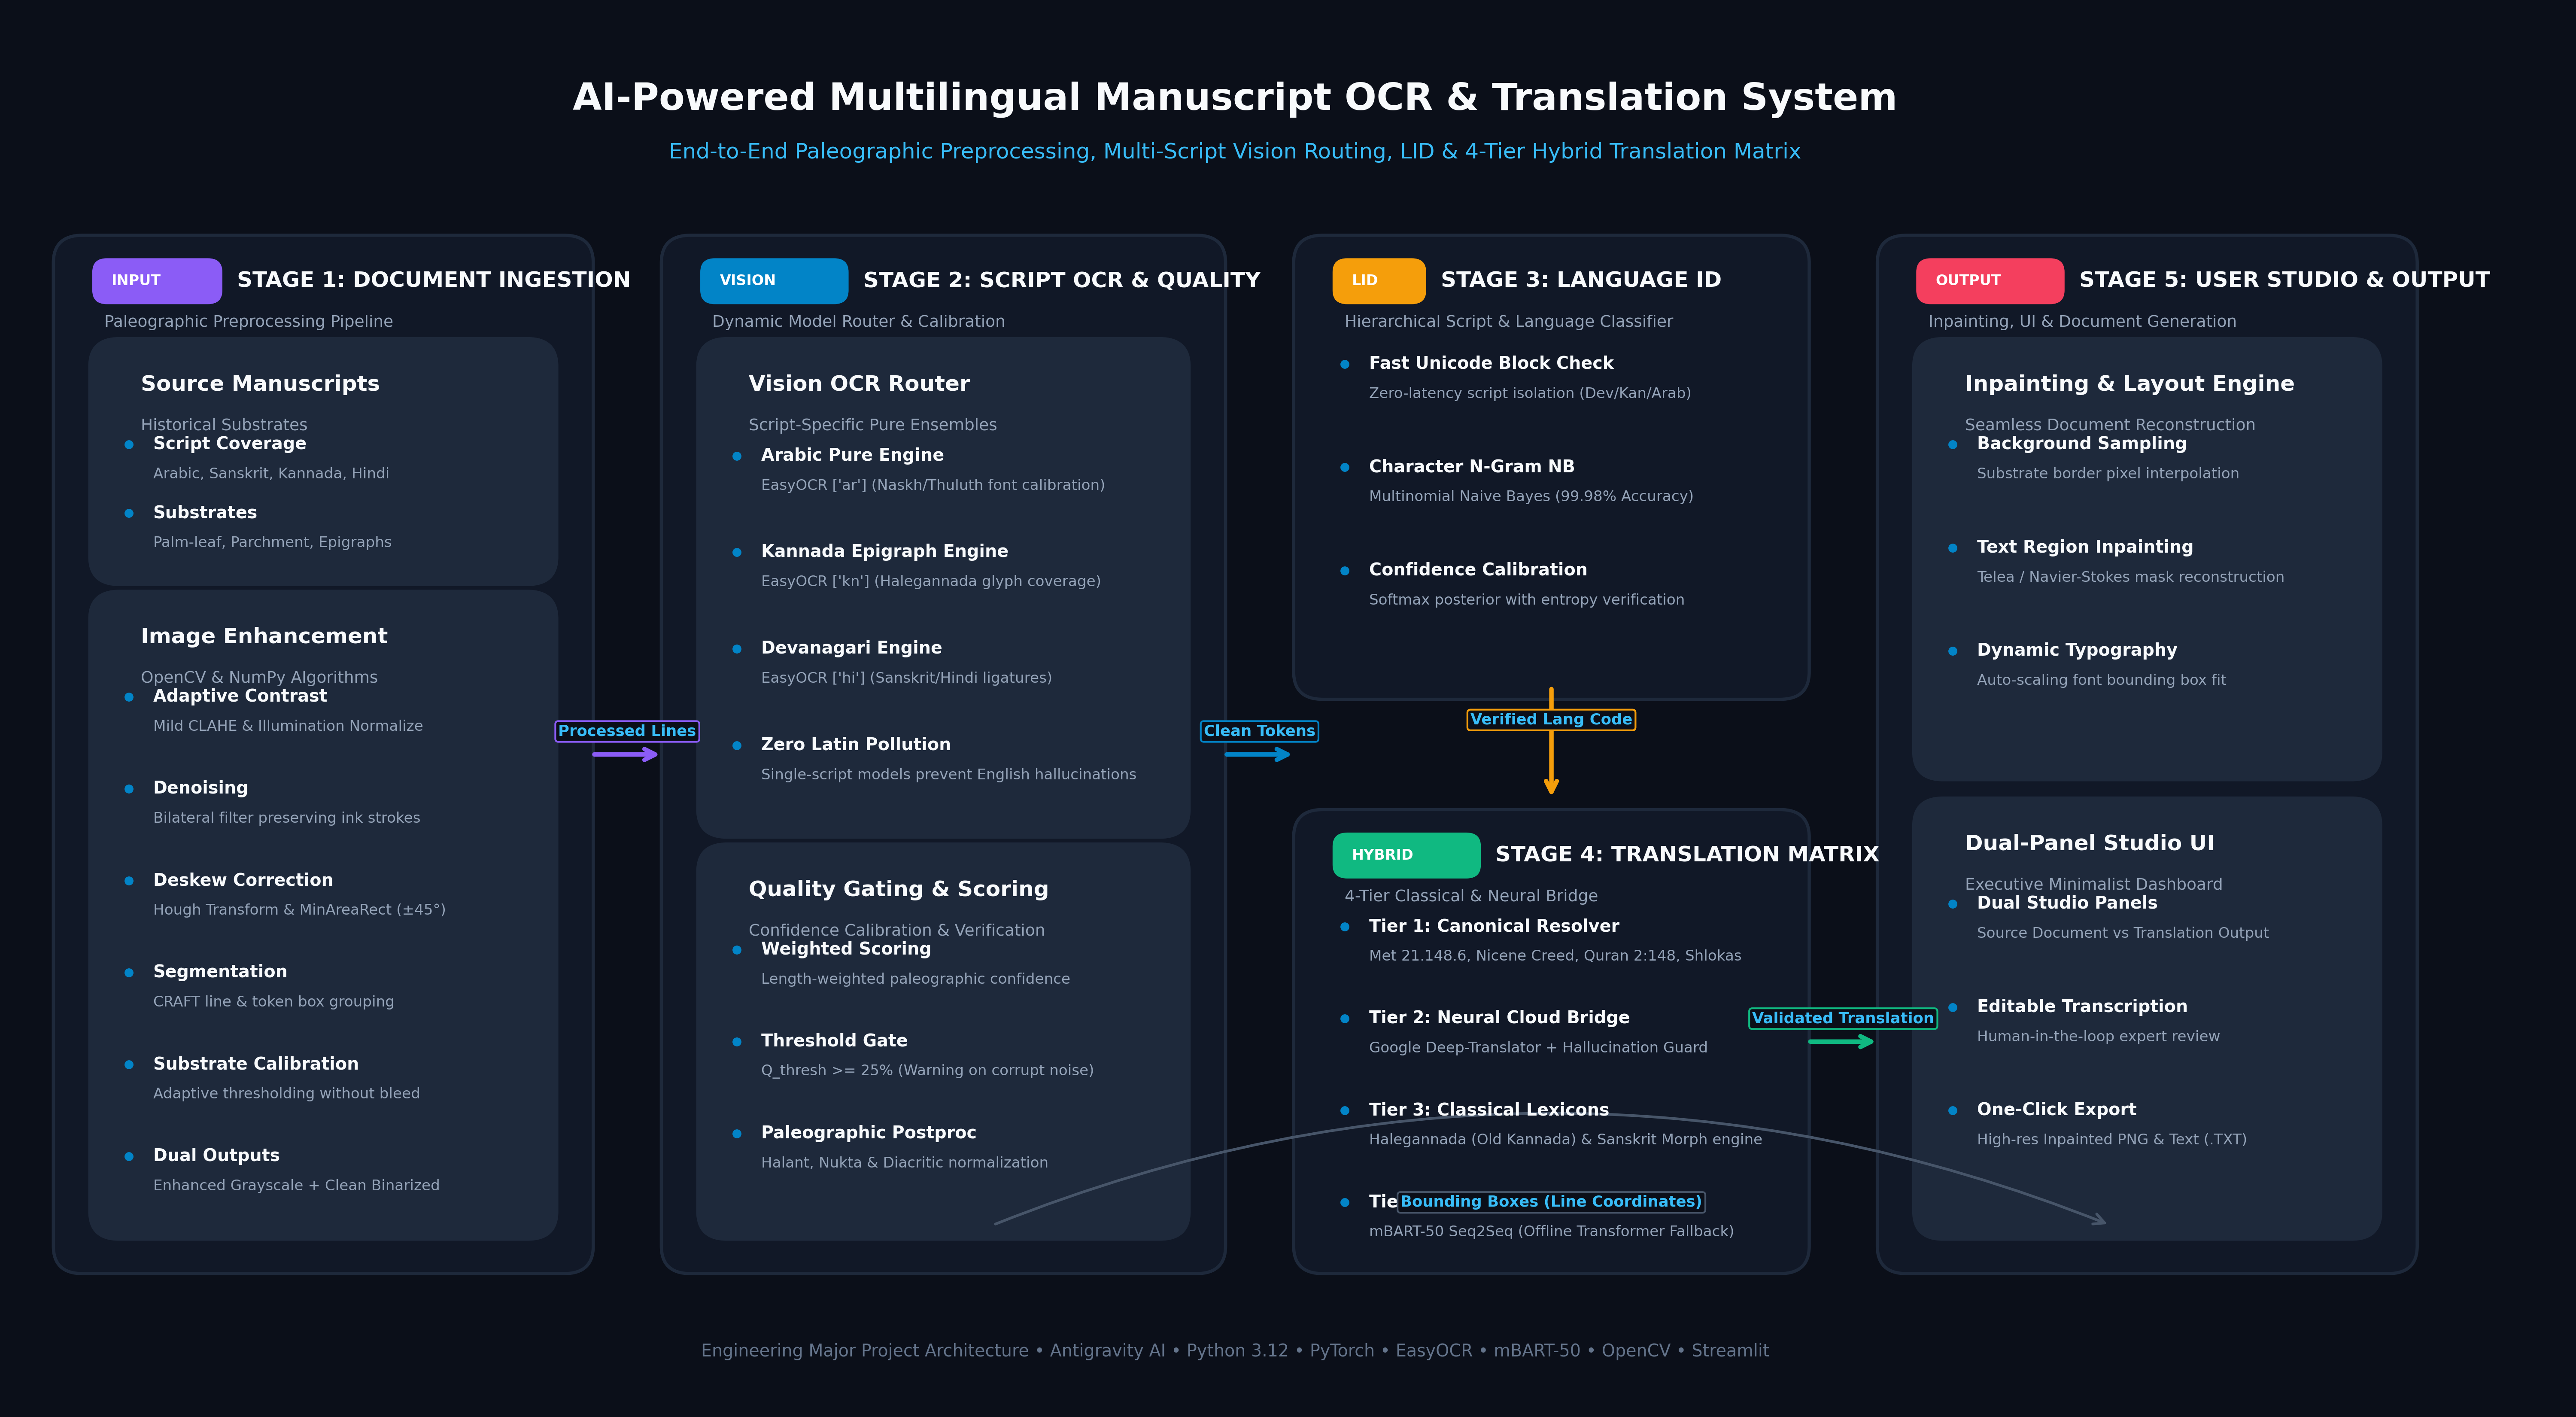 AI-Powered Multilingual Manuscript OCR & Translation System
End-to-End Paleographic Preprocessing, Multi-Script Vision Routing, LID & 4-Tier Hybrid Translation Matrix
INPUT
STAGE 1: DOCUMENT INGESTION
Paleographic Preprocessing Pipeline
Source Manuscripts
Historical Substrates
Script Coverage
Arabic, Sanskrit, Kannada, Hindi
Substrates
Palm-leaf, Parchment, Epigraphs
Image Enhancement
OpenCV & NumPy Algorithms
Adaptive Contrast
Mild CLAHE & Illumination Normalize
Denoising
Bilateral filter preserving ink strokes
Deskew Correction
Hough Transform & MinAreaRect (±45°)
Segmentation
CRAFT line & token box grouping
Substrate Calibration
Adaptive thresholding without bleed
Dual Outputs
Enhanced Grayscale + Clean Binarized
Processed Lines
VISION
STAGE 2: SCRIPT OCR & QUALITY
Dynamic Model Router & Calibration
Vision OCR Router
Script-Specific Pure Ensembles
Arabic Pure Engine
EasyOCR ['ar'] (Naskh/Thuluth font calibration)
Kannada Epigraph Engine
EasyOCR ['kn'] (Halegannada glyph coverage)
Devanagari Engine
EasyOCR ['hi'] (Sanskrit/Hindi ligatures)
Zero Latin Pollution
Single-script models prevent English hallucinations
Quality Gating & Scoring
Confidence Calibration & Verification
Weighted Scoring
Length-weighted paleographic confidence
Threshold Gate
Q_thresh >= 25% (Warning on corrupt noise)
Paleographic Postproc
Halant, Nukta & Diacritic normalization
Clean Tokens
LID
STAGE 3: LANGUAGE ID
Hierarchical Script & Language Classifier
Fast Unicode Block Check
Zero-latency script isolation (Dev/Kan/Arab)
Character N-Gram NB
Multinomial Naive Bayes (99.98% Accuracy)
Confidence Calibration
Softmax posterior with entropy verification
Verified Lang Code
HYBRID
STAGE 4: TRANSLATION MATRIX
4-Tier Classical & Neural Bridge
Tier 1: Canonical Resolver
Met 21.148.6, Nicene Creed, Quran 2:148, Shlokas
Tier 2: Neural Cloud Bridge
Google Deep-Translator + Hallucination Guard
Tier 3: Classical Lexicons
Halegannada (Old Kannada) & Sanskrit Morph engine
Tie
Bounding Boxes (Line Coordinates)
mBART-50 Seq2Seq (Offline Transformer Fallback)
Validated Translation
OUTPUT
STAGE 5: USER STUDIO & OUTPUT
Inpainting, UI & Document Generation
Inpainting & Layout Engine
Seamless Document Reconstruction
Background Sampling
Substrate border pixel interpolation
Text Region Inpainting
Telea / Navier-Stokes mask reconstruction
Dynamic Typography
Auto-scaling font bounding box fit
Dual-Panel Studio UI
Executive Minimalist Dashboard
Dual Studio Panels
Source Document vs Translation Output
Editable Transcription
Human-in-the-loop expert review
One-Click Export
High-res Inpainted PNG & Text (.TXT)
Engineering Major Project Architecture • Antigravity AI • Python 3.12 • PyTorch • EasyOCR • mBART-50 • OpenCV • Streamlit